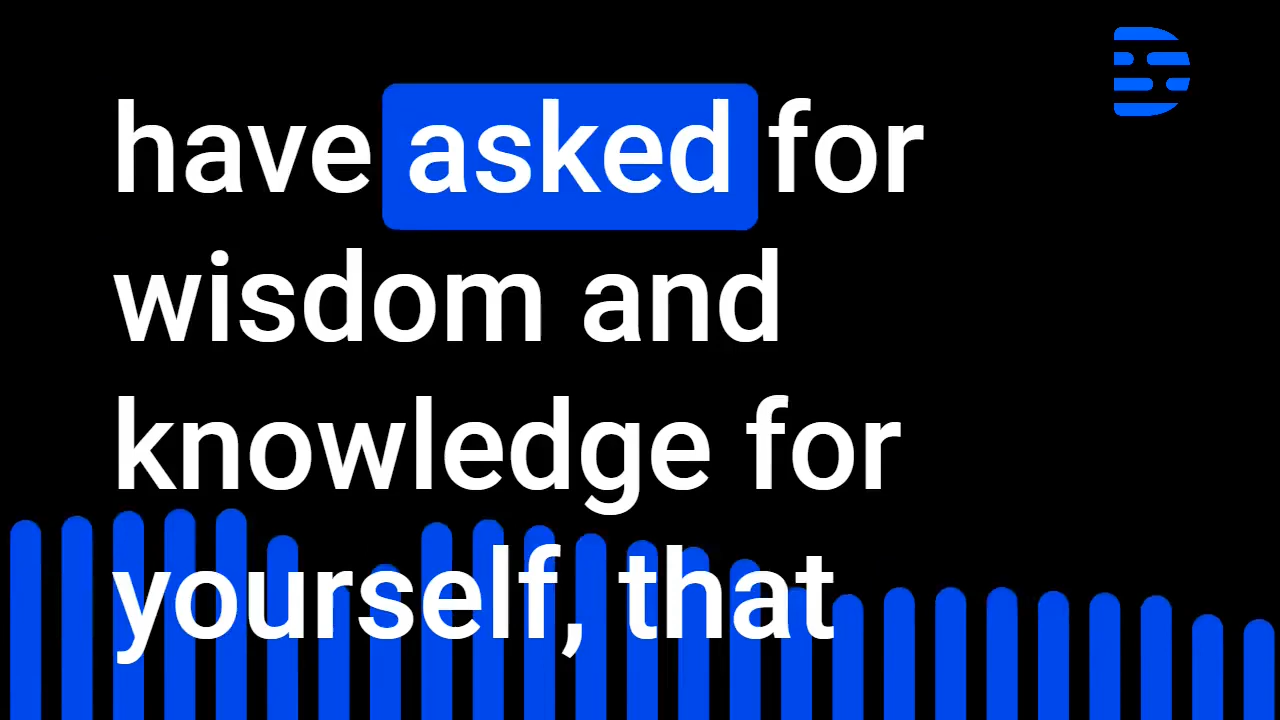 have asked for
wisdom and
knowledge for
yourself, that